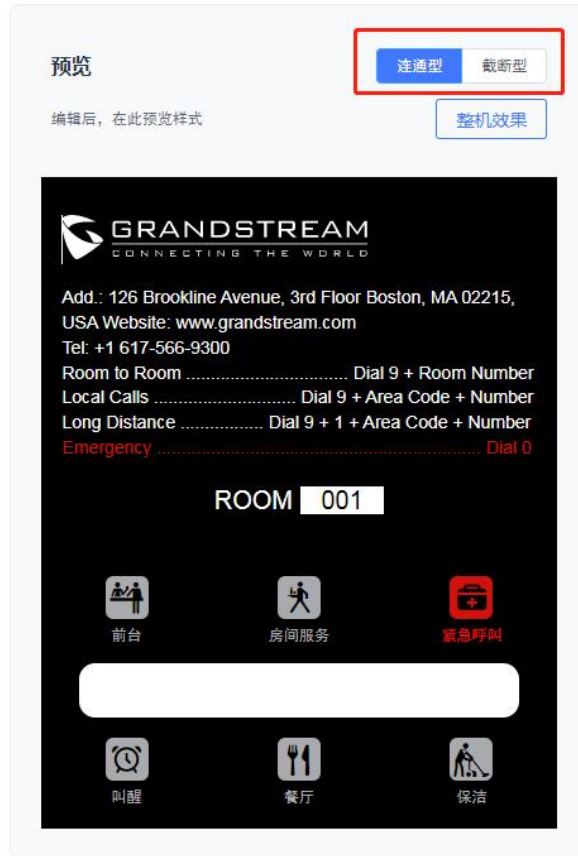 预览
连通型 截断型
编辑后，在此预览样式
整机效果
GRANDSTREAM
CONNECTING THE WORLD
Add.: 126 Brookline Avenue, 3rd Floor Boston, MA 02215,
USA Website: www.grandstream.com
Tel: +1 617-566-9300
Room to Room ................................ Dial 9 + Room Number
Local Calls ............................ Dial 9 + Area Code + Number
Long Distance ................. Dial 9 + 1 + Area Code + Number
Emergency ................................................................ Dial 0
ROOM 001
前台 房间服务 紧急呼叫
叫醒 餐厅 保洁